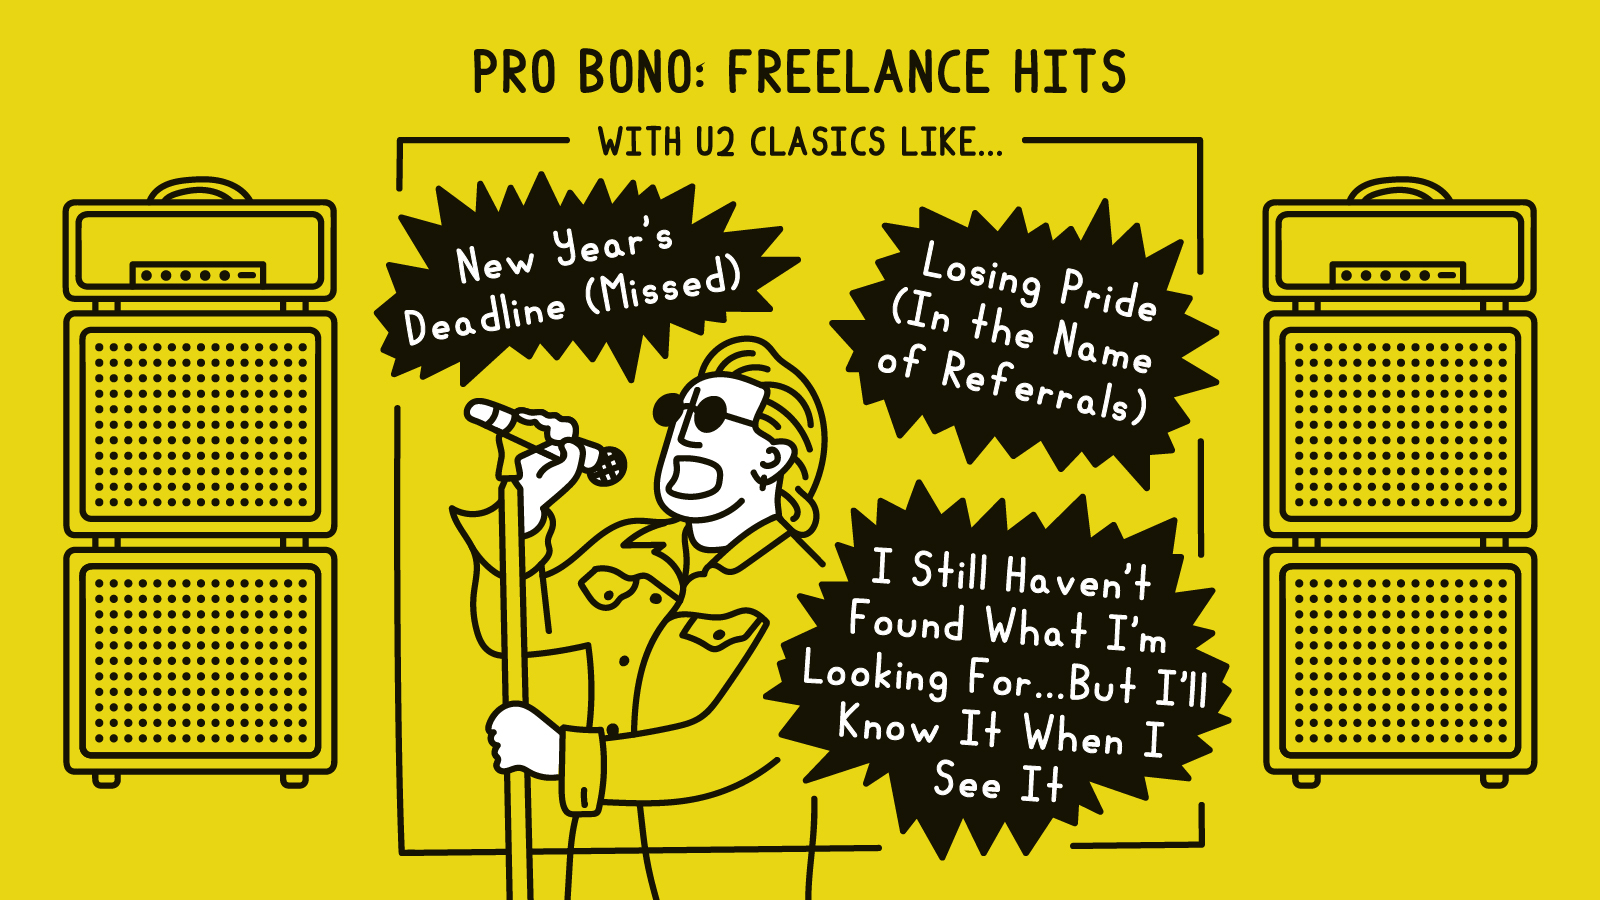 PRO BONO: FREELANCE HITS
WITH U2 CLASICS LIKE...
New Year's
Deadline (Missed)
Losing Pride
(In the Name
of Referrals)
I Still Haven't
Found What I'm
Looking For...But I'll
Know It When I
See It